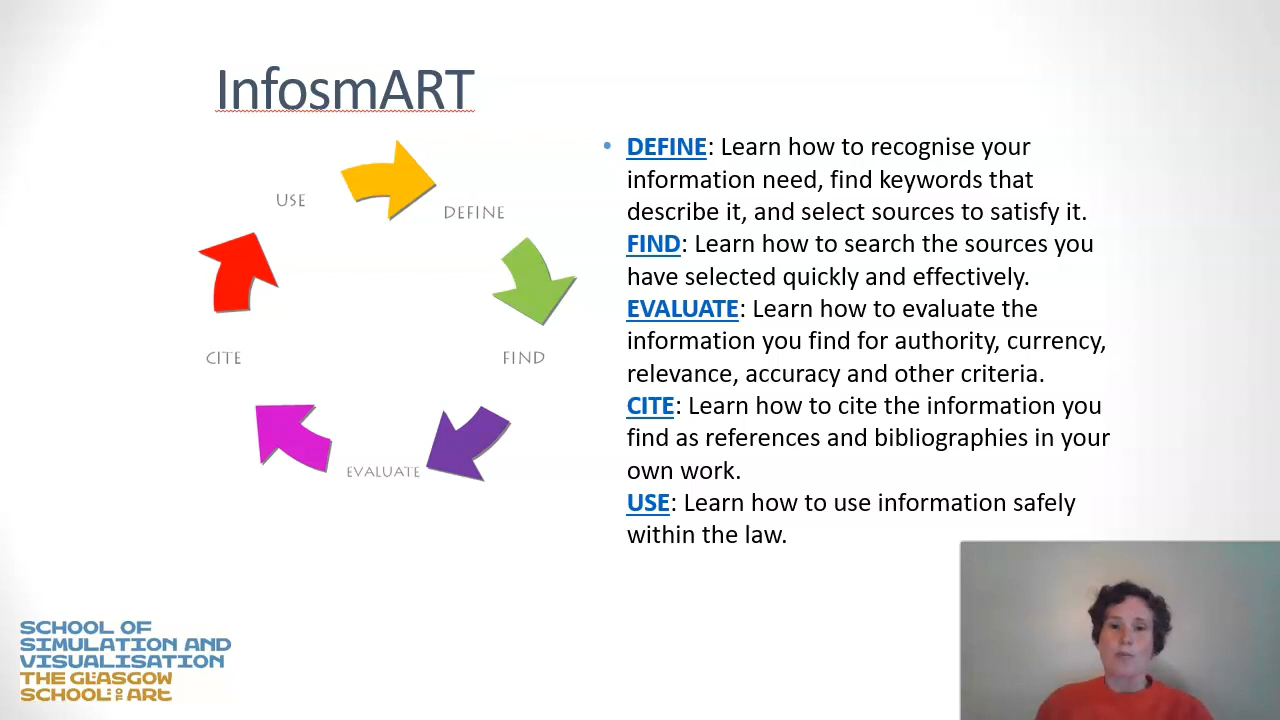 InfosmART
USE
DEFINE
CITE
FIND
EVALUATE
• DEFINE: Learn how to recognise your
information need, find keywords that
describe it, and select sources to satisfy it.
FIND: Learn how to search the sources you
have selected quickly and effectively.
EVALUATE: Learn how to evaluate the
information you find for authority, currency,
relevance, accuracy and other criteria.
CITE: Learn how to cite the information you
find as references and bibliographies in your
own work.
USE: Learn how to use information safely
within the law.
SCHOOL OF
SIMULATION AND
VISUALISATION
THE GLASGOW
SCHOOL OF ART